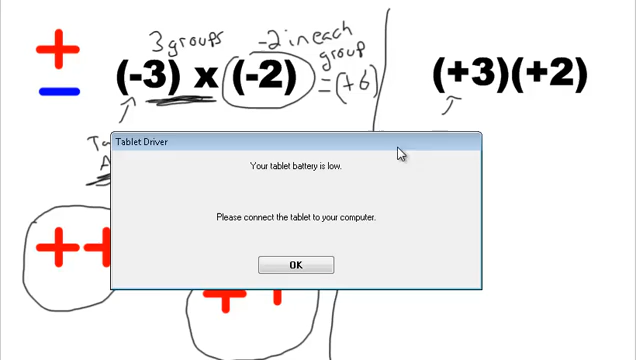 3 groups
-2 in each
group
(-3) x (-2)
= (+6)
(+3)(+2)
Tablet Driver
Your tablet battery is low.
Please connect the tablet to your computer.
OK